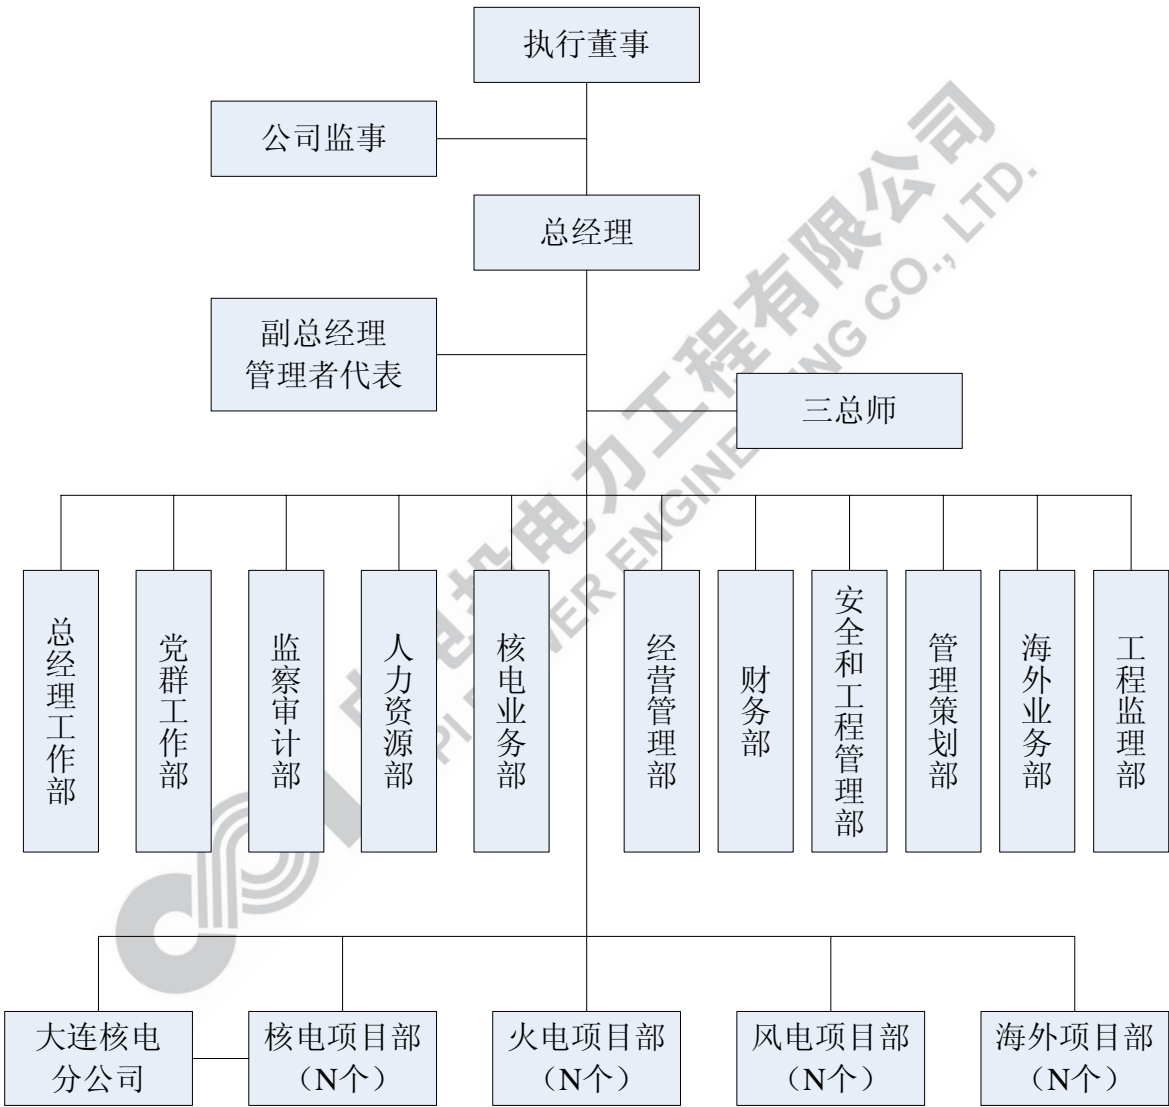 执行董事
公司监事
总经理
副总经理
管理者代表
三总师
总经理工作部
党群工作部
监察审计部
人力资源部
核电业务部
经营管理部
财务部
安全和工程管理部
管理策划部
海外业务部
工程监理部
大连核电
分公司
核电项目部
（N个）
火电项目部
（N个）
风电项目部
（N个）
海外项目部
（N个）